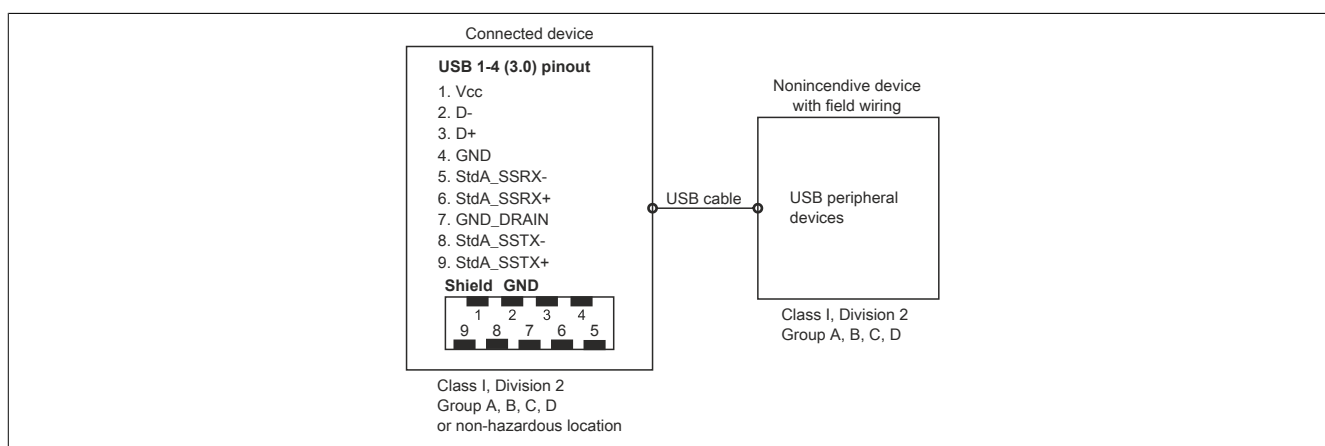 Connected device
USB 1-4 (3.0) pinout
1. Vcc
2. D-
3. D+
4. GND
5. StdA_SSRX-
6. StdA_SSRX+
7. GND_DRAIN
8. StdA_SSTX-
9. StdA_SSTX+
Shield GND
1 2 3 4
9 8 7 6 5
Class I, Division 2
Group A, B, C, D
or non-hazardous location
USB cable
Nonincendive device
with field wiring
USB peripheral
devices
Class I, Division 2
Group A, B, C, D